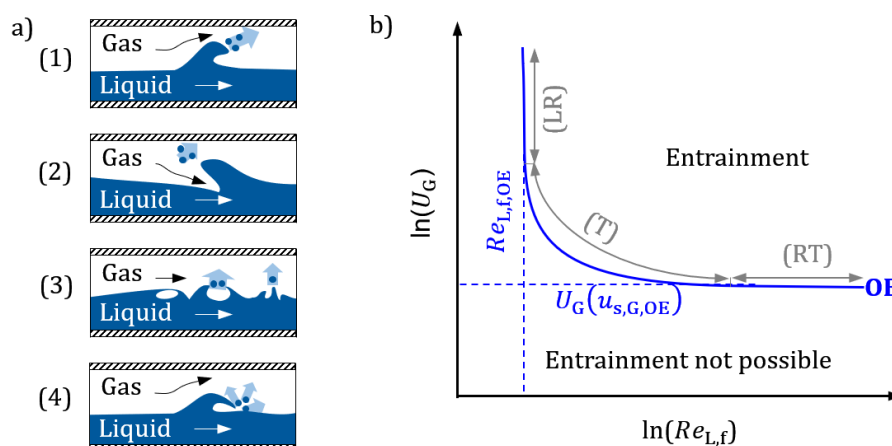 a)
(1)
Gas
Liquid
(2)
Gas
Liquid
(3)
Gas
Liquid
(4)
Gas
Liquid
b)
ln(U_G)
(LR)
Entrainment
Re_L,f,OE
(T)
(RT)
U_G(u_s,G,OE)
OE
Entrainment not possible
ln(Re_L,f)